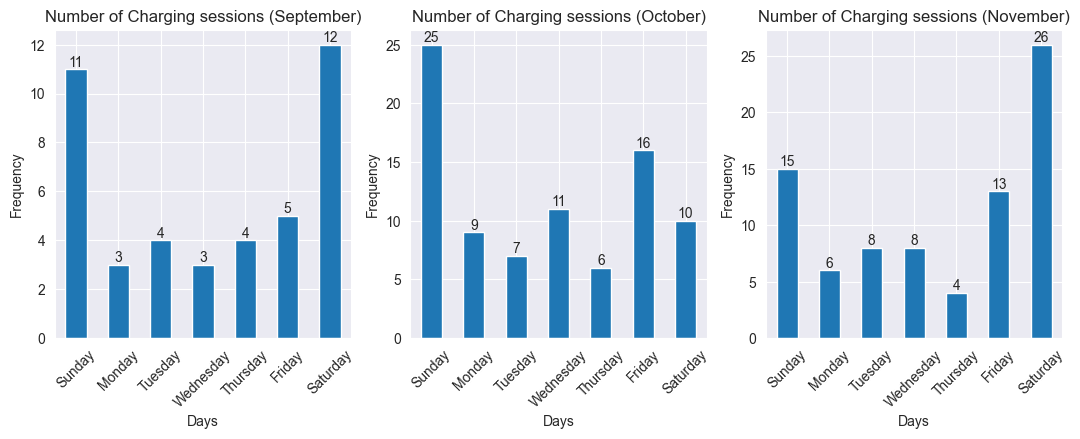 Number of Charging sessions (September)
12
10
8
6
4
2
0
Frequency
11
3
4
3
4
5
12
Sunday
Monday
Tuesday
Wednesday
Thursday
Friday
Saturday
Days
Number of Charging sessions (October)
25
20
15
10
5
0
Frequency
25
9
7
11
6
16
10
Sunday
Monday
Tuesday
Wednesday
Thursday
Friday
Saturday
Days
Number of Charging sessions (November)
25
20
15
10
5
0
Frequency
15
6
8
8
4
13
26
Sunday
Monday
Tuesday
Wednesday
Thursday
Friday
Saturday
Days